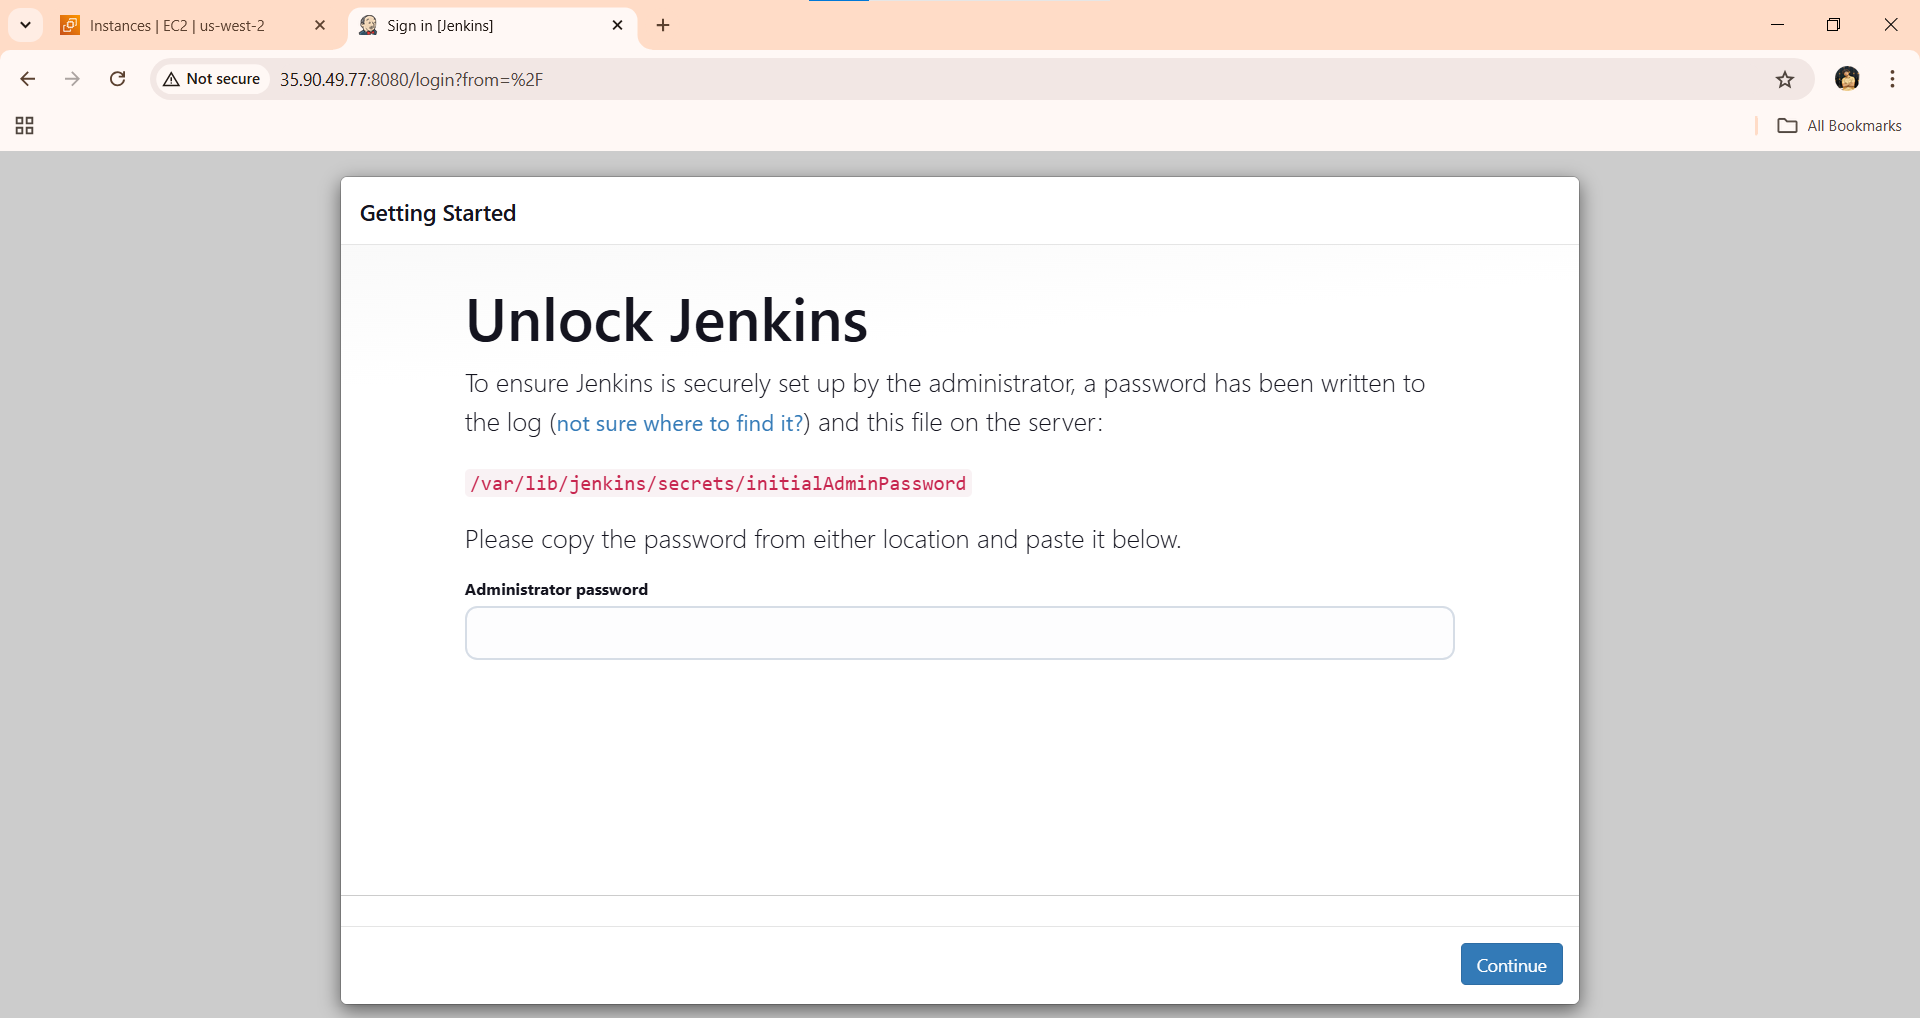 Instances | EC2 | us-west-2
Sign in [Jenkins]
Not secure
35.90.49.77:8080/login?from=%2F
All Bookmarks
Getting Started
Unlock Jenkins
To ensure Jenkins is securely set up by the administrator, a password has been written to
the log (not sure where to find it?) and this file on the server:
/var/lib/jenkins/secrets/initialAdminPassword
Please copy the password from either location and paste it below.
Administrator password
Continue